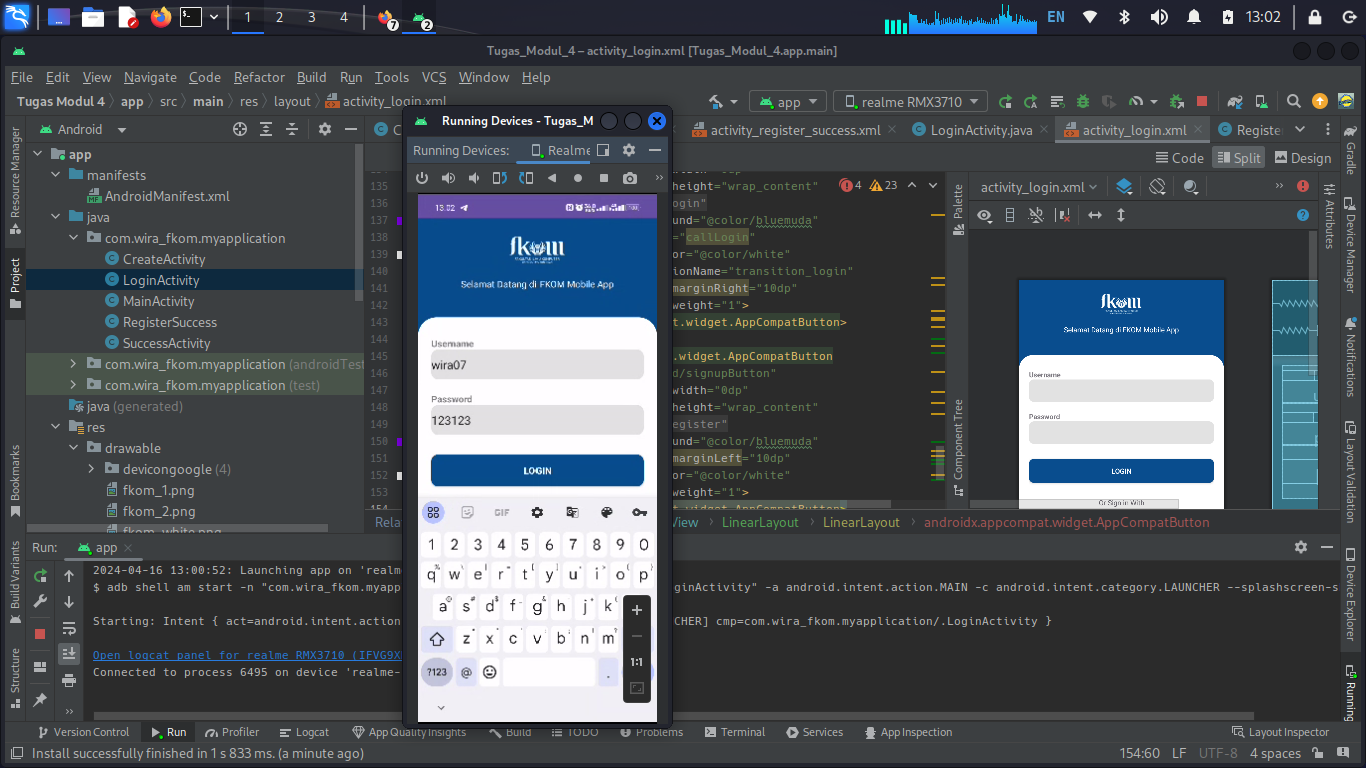 1 2 3 4 7 2 EN 13:02
Tugas_Modul_4 – activity_login.xml [Tugas_Modul_4.app.main]
File Edit View Navigate Code Refactor Build Run Tools VCS Window Help
Tugas Modul 4 app src main res layout activity_login.xml
app realme RMX3710
Android
activity_register_success.xml LoginActivity.java activity_login.xml
Code Split Design
Resource Manager
Project
Bookmarks
Build Variants
Structure
app
manifests
AndroidManifest.xml
java
com.wira_fkom.myapplication
CreateActivity
LoginActivity
MainActivity
RegisterSuccess
SuccessActivity
com.wira_fkom.myapplication (androidTest
com.wira_fkom.myapplication (test)
java (generated)
res
drawable
devicongoogle (4)
fkom_1.png
fkom_2.png
fkom_white.png
Running Devices - Tugas_M
Running Devices: Realme
13.02
fkom
Selamat Datang di FKOM Mobile App
Username
wira07
Password
123123
LOGIN
GIF
1 2 3 4 5 6 7 8 9 0
q w e r t y u i o p
a s d f g h j k
z x c v b n m
?123 @ .
1:1
4 23
135 height="wrap_content"
136 ogin"
137 und="@color/bluemuda"
138 ="callLogin"
139 or="@color/white"
140 ionName="transition_login"
141 marginRight="10dp"
142 weight="1">
143 t.widget.AppCompatButton>
144
145 t.widget.AppCompatButton
146 d/signupButton"
147 width="0dp"
148 height="wrap_content"
149 egister"
150 und="@color/bluemuda"
151 marginLeft="10dp"
152 or="@color/white"
153 weight="1">
154 t.widget.AppCompatButton>
View LinearLayout LinearLayout androidx.appcompat.widget.AppCompatButton
Palette
Component Tree
activity_login.xml
fkom
Selamat Datang di FKOM Mobile App
Username
Password
LOGIN
Or Sign in With
Attributes
Gradle
Device Manager
Notifications
Layout Validation
Device Explorer
Running
Run: app
2024-04-16 13:00:52: Launching app on 'realme
$ adb shell am start -n "com.wira_fkom.myapp ginActivity" -a android.intent.action.MAIN -c android.intent.category.LAUNCHER --splashscreen-s
Starting: Intent { act=android.intent.action CHER] cmp=com.wira_fkom.myapplication/.LoginActivity }
Open logcat panel for realme RMX3710 (IFVG9X
Connected to process 6495 on device 'realme-
Version Control Run Profiler Logcat App Quality Insights Build TODO Problems Terminal Services App Inspection Layout Inspector
Install successfully finished in 1 s 833 ms. (a minute ago) 154:60 LF UTF-8 4 spaces